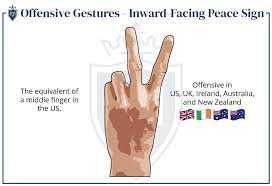 Offensive Gestures - Inward-Facing Peace Sign
The equivalent of
a middle finger in
the US.
Offensive in
US, UK, Ireland, Australia,
and New Zealand